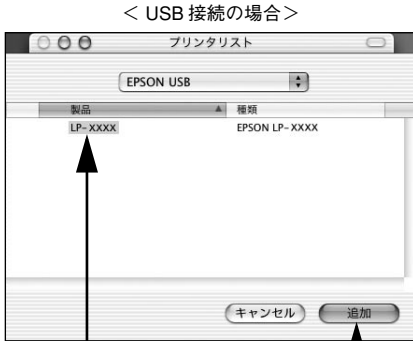 ＜ USB 接続の場合＞
プリンタリスト
EPSON USB
製品 種類
LP-XXXX EPSON LP-XXXX
キャンセル 追加